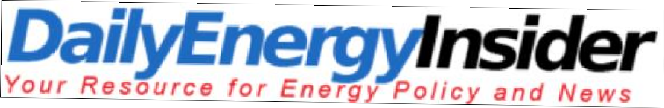 DailyEnergyInsider
Your Resource for Energy Policy and News